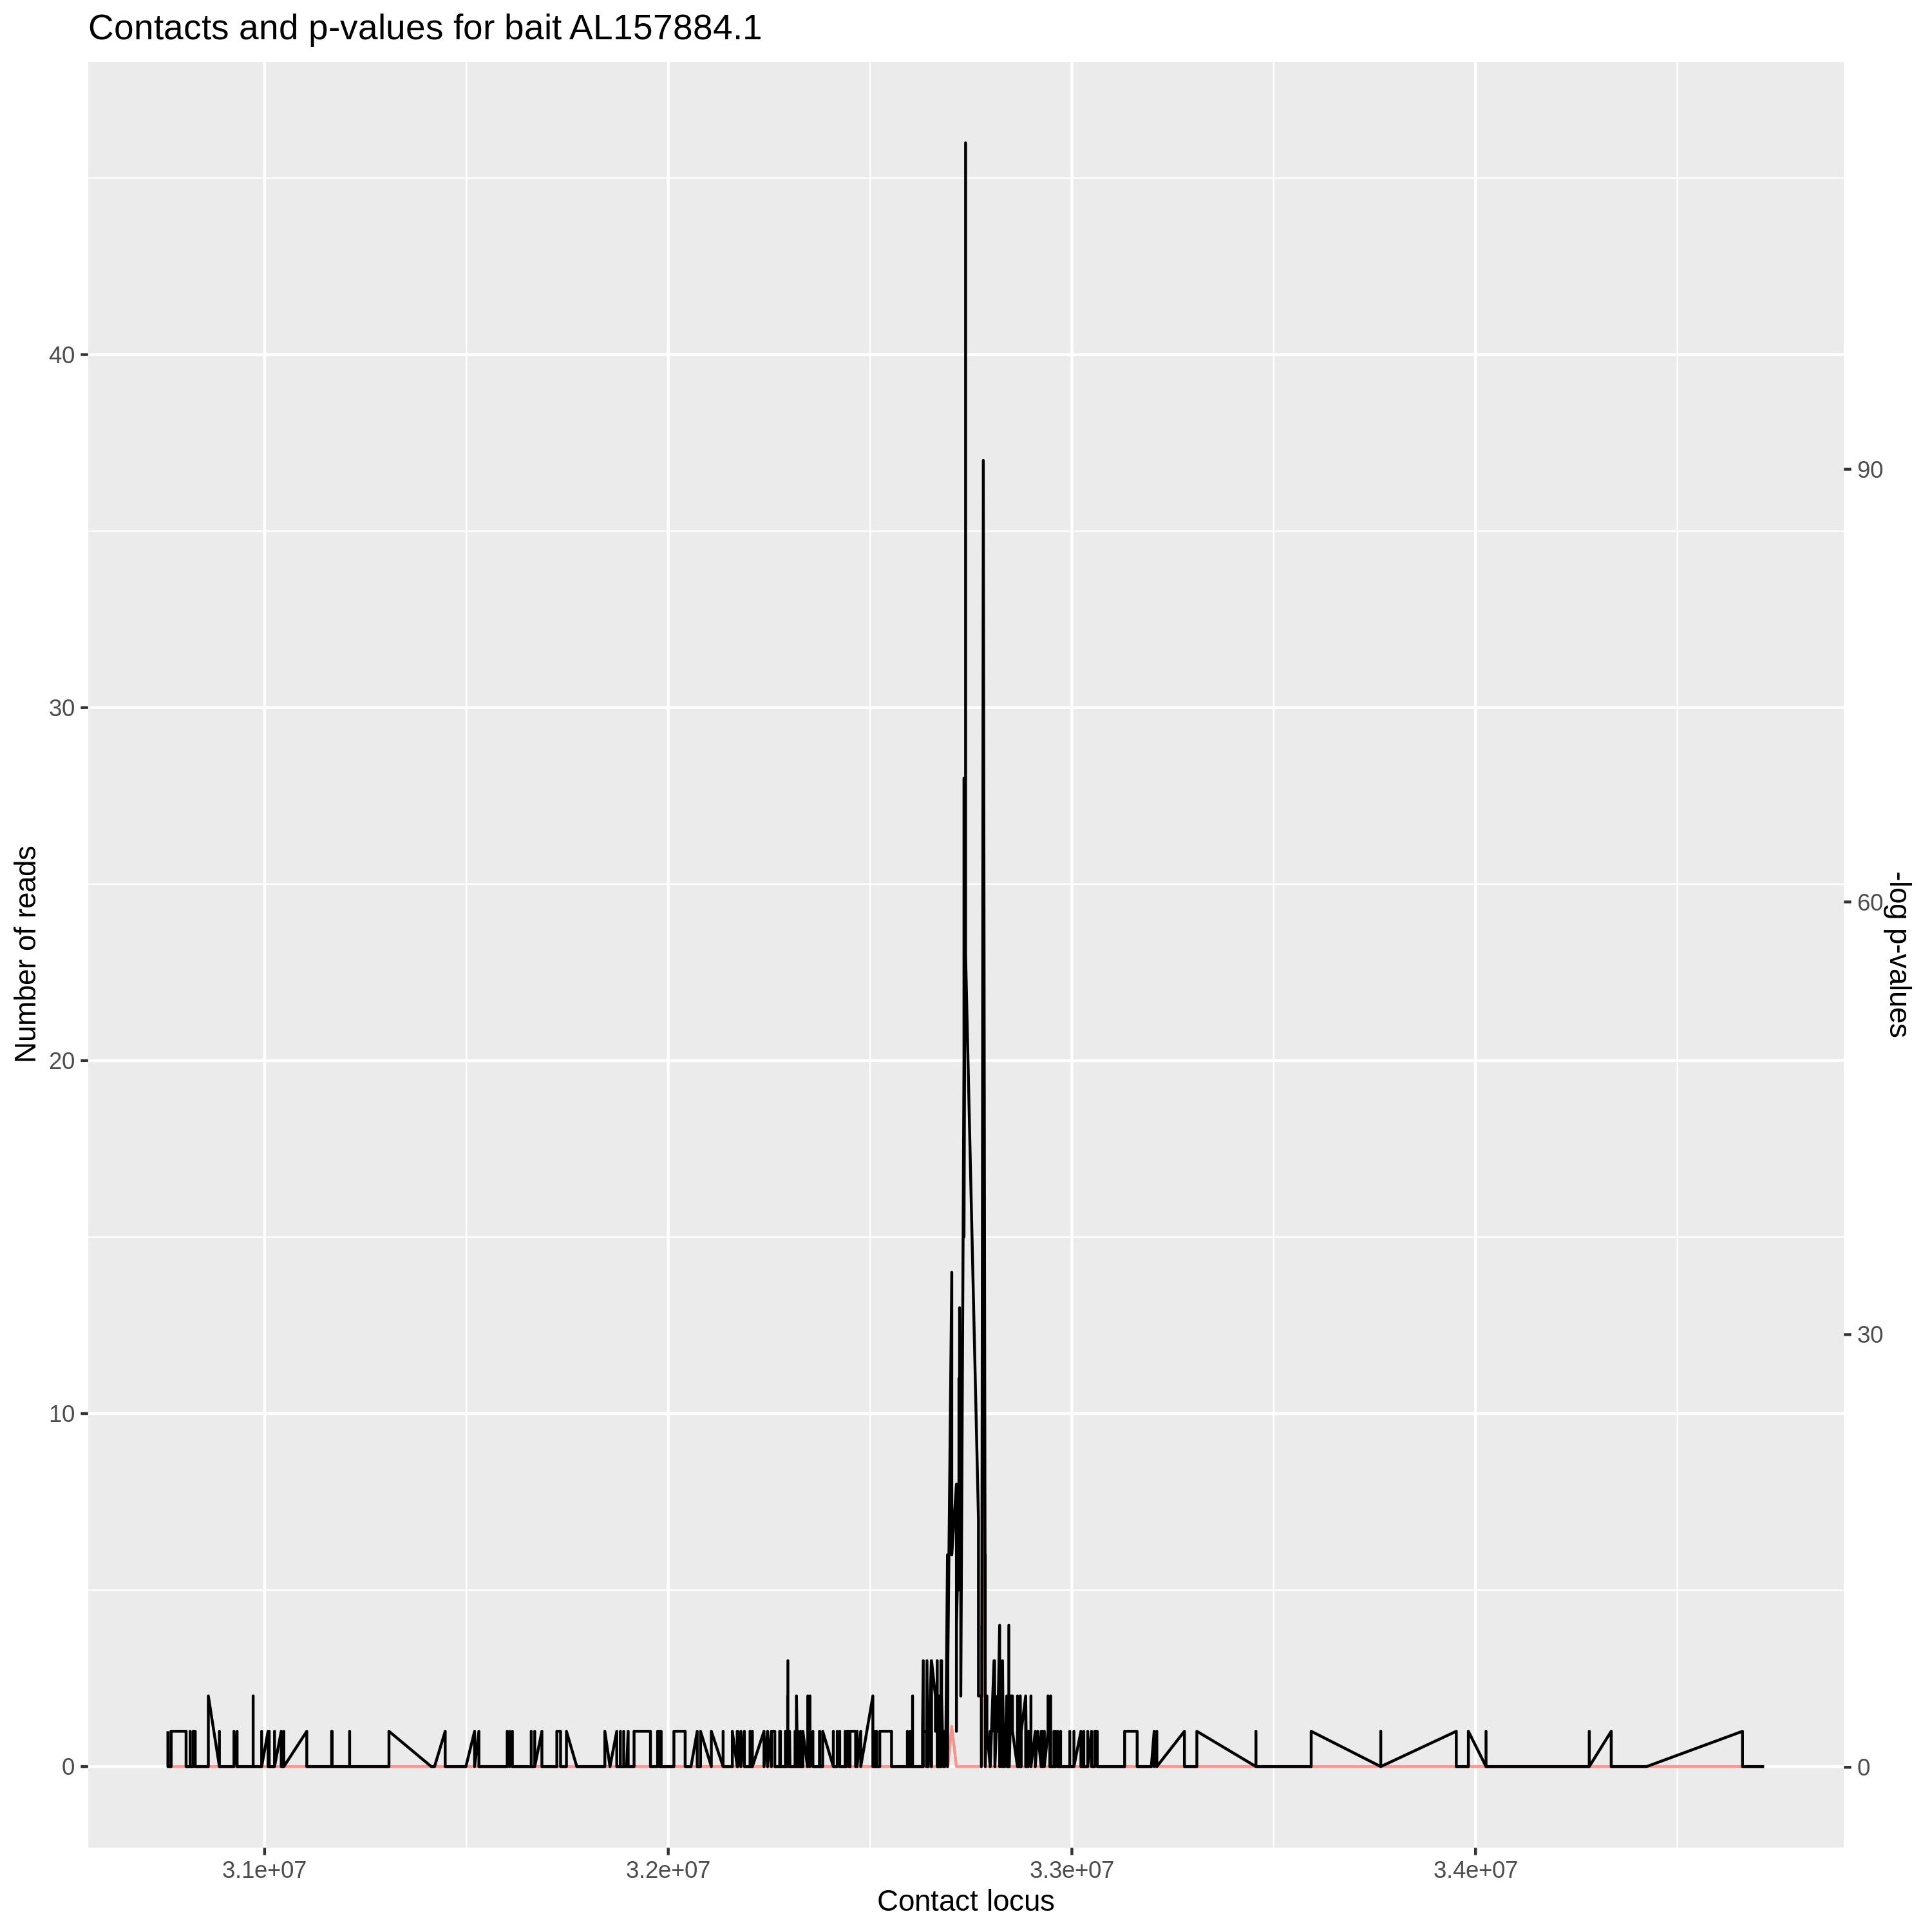 Contacts and p-values for bait AL157884.1
Number of reads
40
30
20
10
0
90
60
30
0
-log p-values
3.1e+07 3.2e+07 3.3e+07 3.4e+07
Contact locus